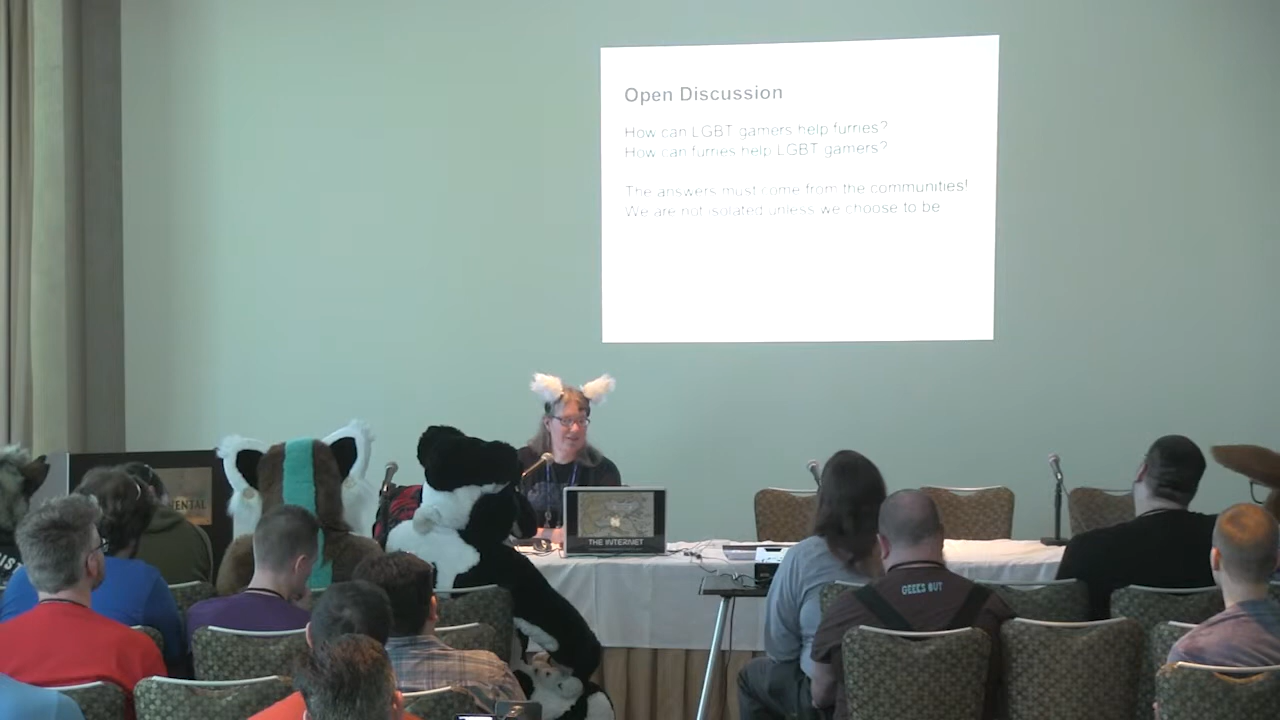 Open Discussion
How can LGBT gamers help furries?
How can furries help LGBT gamers?
The answers must come from the communities!
We are not isolated unless we choose to be
THE INTERNET
GEEKS OUT